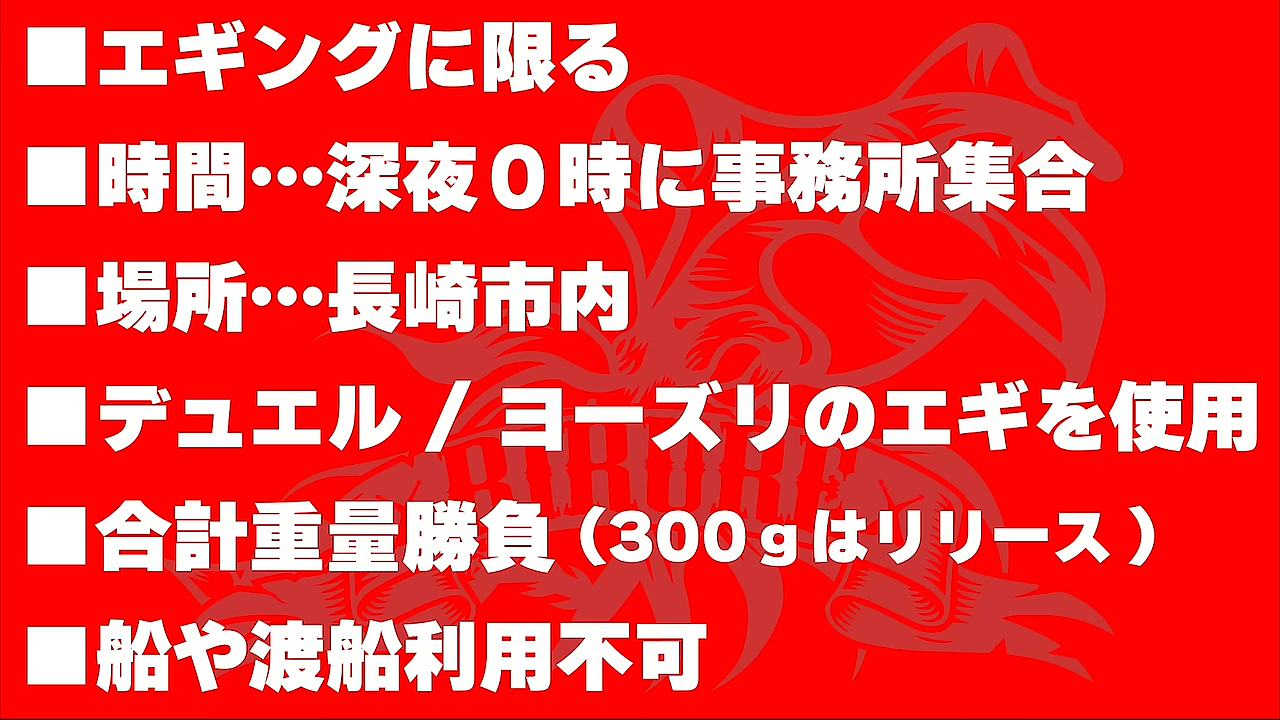 ■エギングに限る
■時間…深夜０時に事務所集合
■場所…長崎市内
■デュエル / ヨーズリのエギを使用
■合計重量勝負（300ｇはリリース）
■船や渡船利用不可